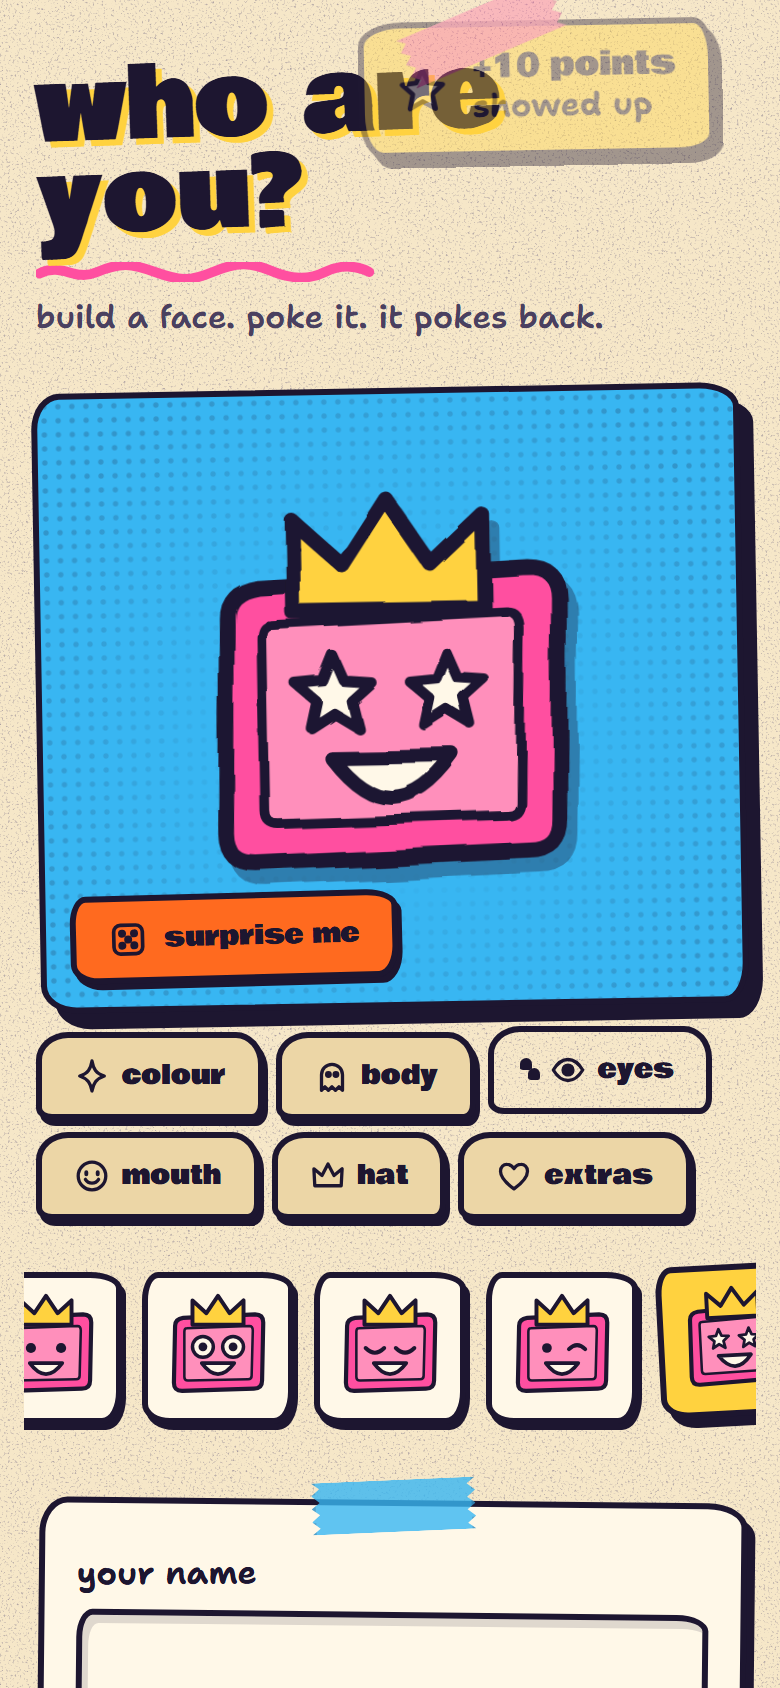 who are
you?
+10 points
showed up
build a face. poke it. it pokes back.
surprise me
colour
body
eyes
mouth
hat
extras
your name